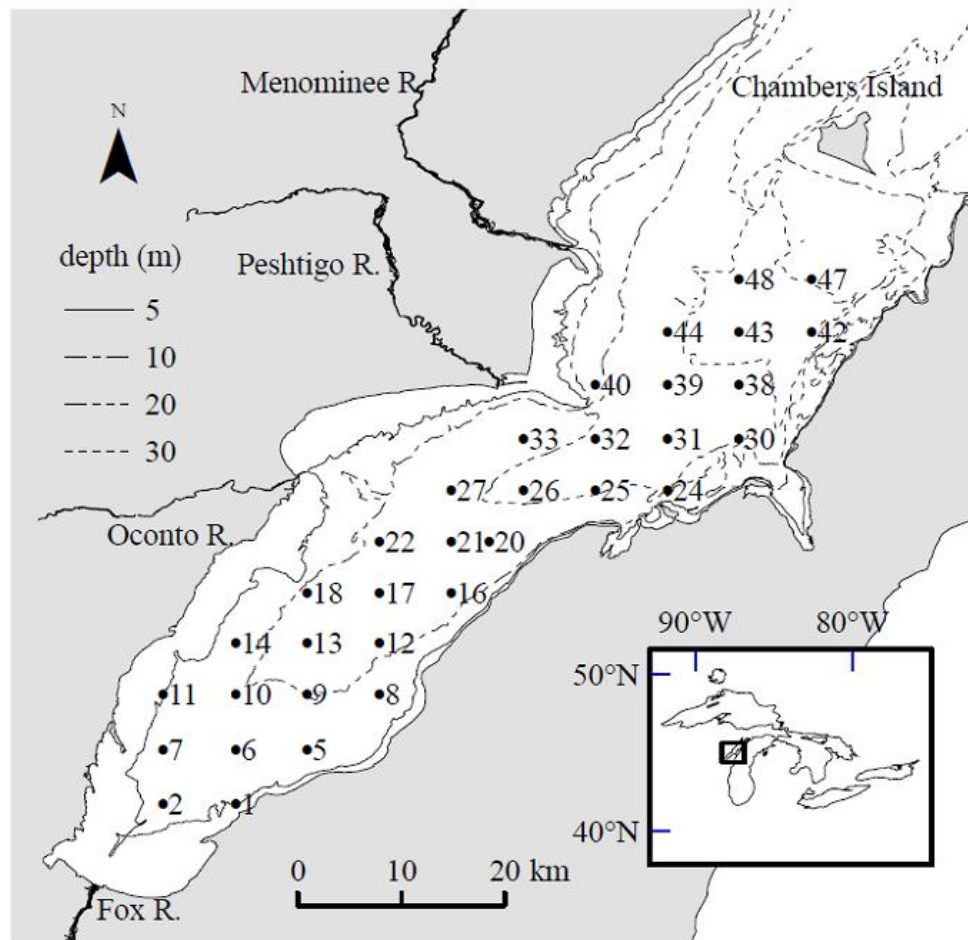 Menominee R.
Chambers Island
N
depth (m)
5
10
20
30
Peshtigo R.
48 47
44 43 42
40 39 38
33 32 31 30
27 26 25 24
Oconto R.
22 21 20
18 17 16
14 13 12
11 10 9 8
7 6 5
2 1
90°W 80°W
50°N
40°N
0 10 20 km
Fox R.